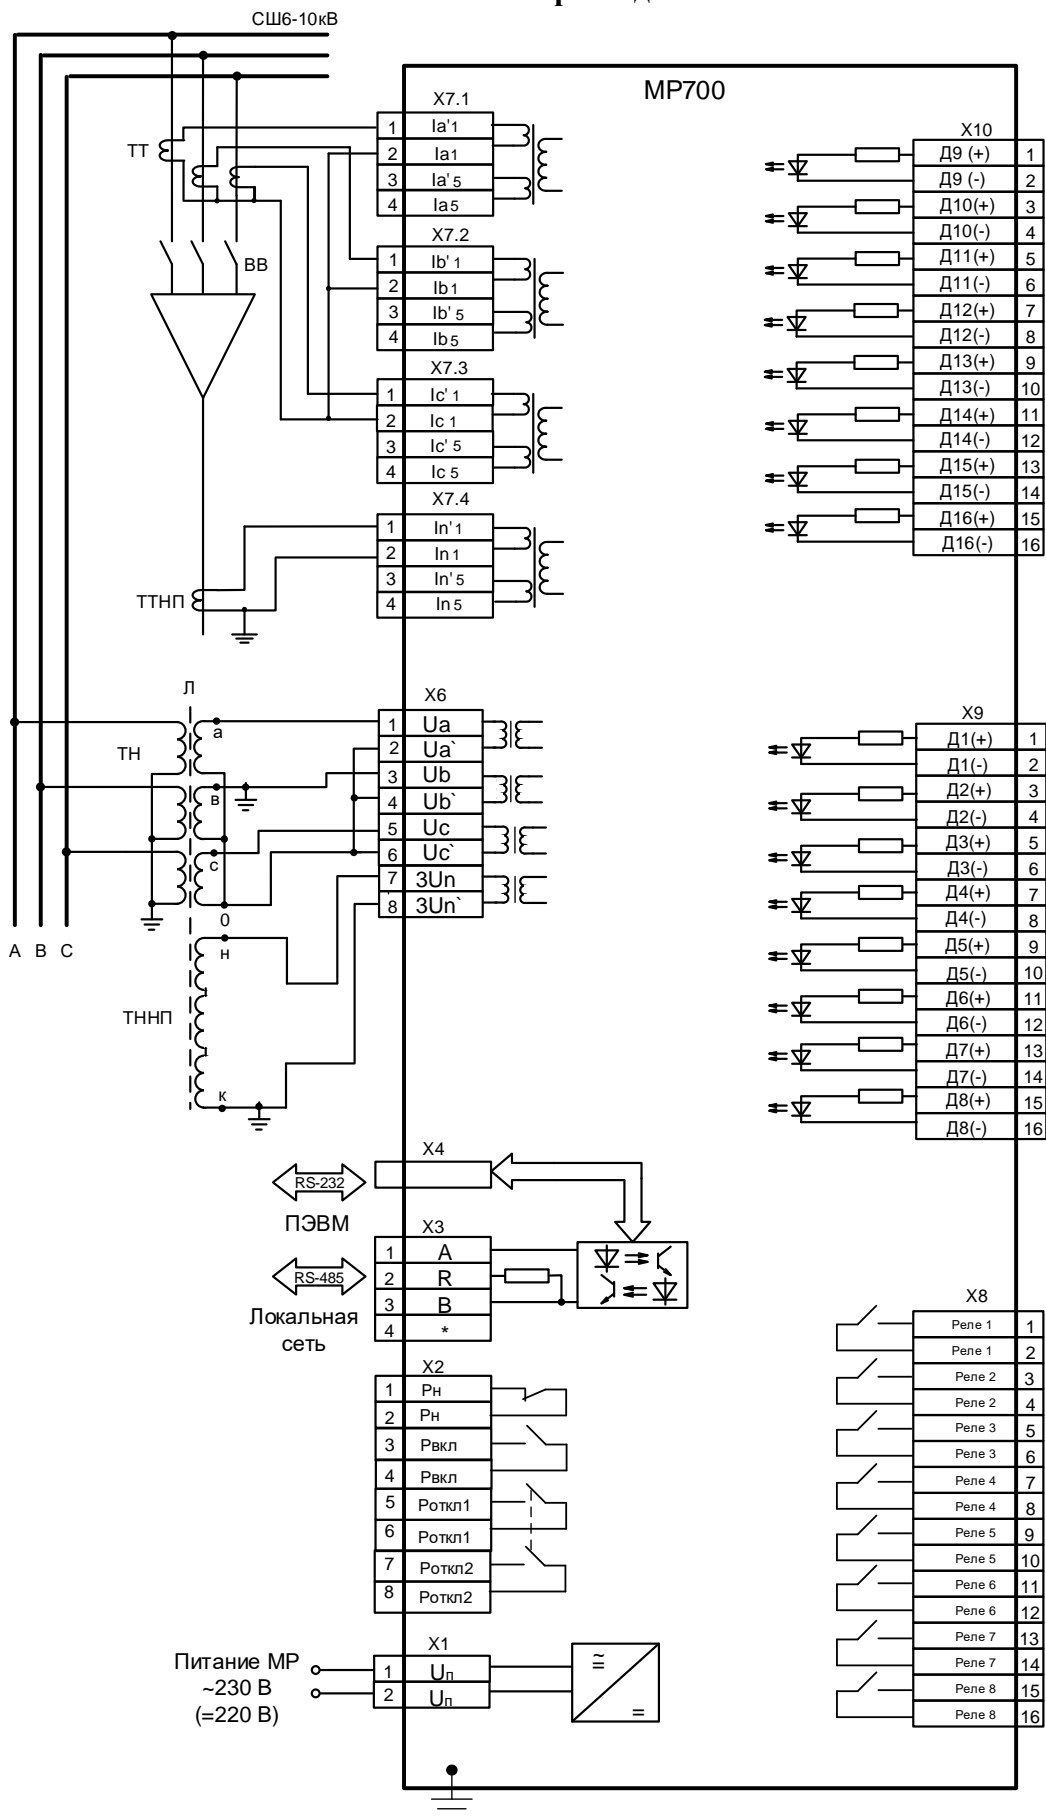 СШ6-10кВ
МР700
ТТ
ВВ
ТТНП
Л
ТН
а
в
с
0
А В С
н
ТННП
к
X7.1
1 Ia'1
2 Ia1
3 Ia'5
4 Ia5
X7.2
1 Ib'1
2 Ib1
3 Ib'5
4 Ib5
X7.3
1 Ic'1
2 Ic 1
3 Ic'5
4 Ic 5
X7.4
1 In'1
2 In1
3 In'5
4 In5
X6
1 Ua
2 Ua`
3 Ub
4 Ub`
5 Uc
6 Uc`
7 3Un
8 3Un`
X4
RS-232
ПЭВМ
X3
1 A
2 R
3 B
4 *
RS-485
Локальная
сеть
X2
1 Рн
2 Рн
3 Рвкл
4 Рвкл
5 Роткл1
6 Роткл1
7 Роткл2
8 Роткл2
X1
1 Uп
2 Uп
Питание МР
~230 В
(=220 В)
≂
=
X10
Д9 (+) 1
Д9 (-) 2
Д10(+) 3
Д10(-) 4
Д11(+) 5
Д11(-) 6
Д12(+) 7
Д12(-) 8
Д13(+) 9
Д13(-) 10
Д14(+) 11
Д14(-) 12
Д15(+) 13
Д15(-) 14
Д16(+) 15
Д16(-) 16
X9
Д1(+) 1
Д1(-) 2
Д2(+) 3
Д2(-) 4
Д3(+) 5
Д3(-) 6
Д4(+) 7
Д4(-) 8
Д5(+) 9
Д5(-) 10
Д6(+) 11
Д6(-) 12
Д7(+) 13
Д7(-) 14
Д8(+) 15
Д8(-) 16
X8
Реле 1 1
Реле 1 2
Реле 2 3
Реле 2 4
Реле 3 5
Реле 3 6
Реле 4 7
Реле 4 8
Реле 5 9
Реле 5 10
Реле 6 11
Реле 6 12
Реле 7 13
Реле 7 14
Реле 8 15
Реле 8 16